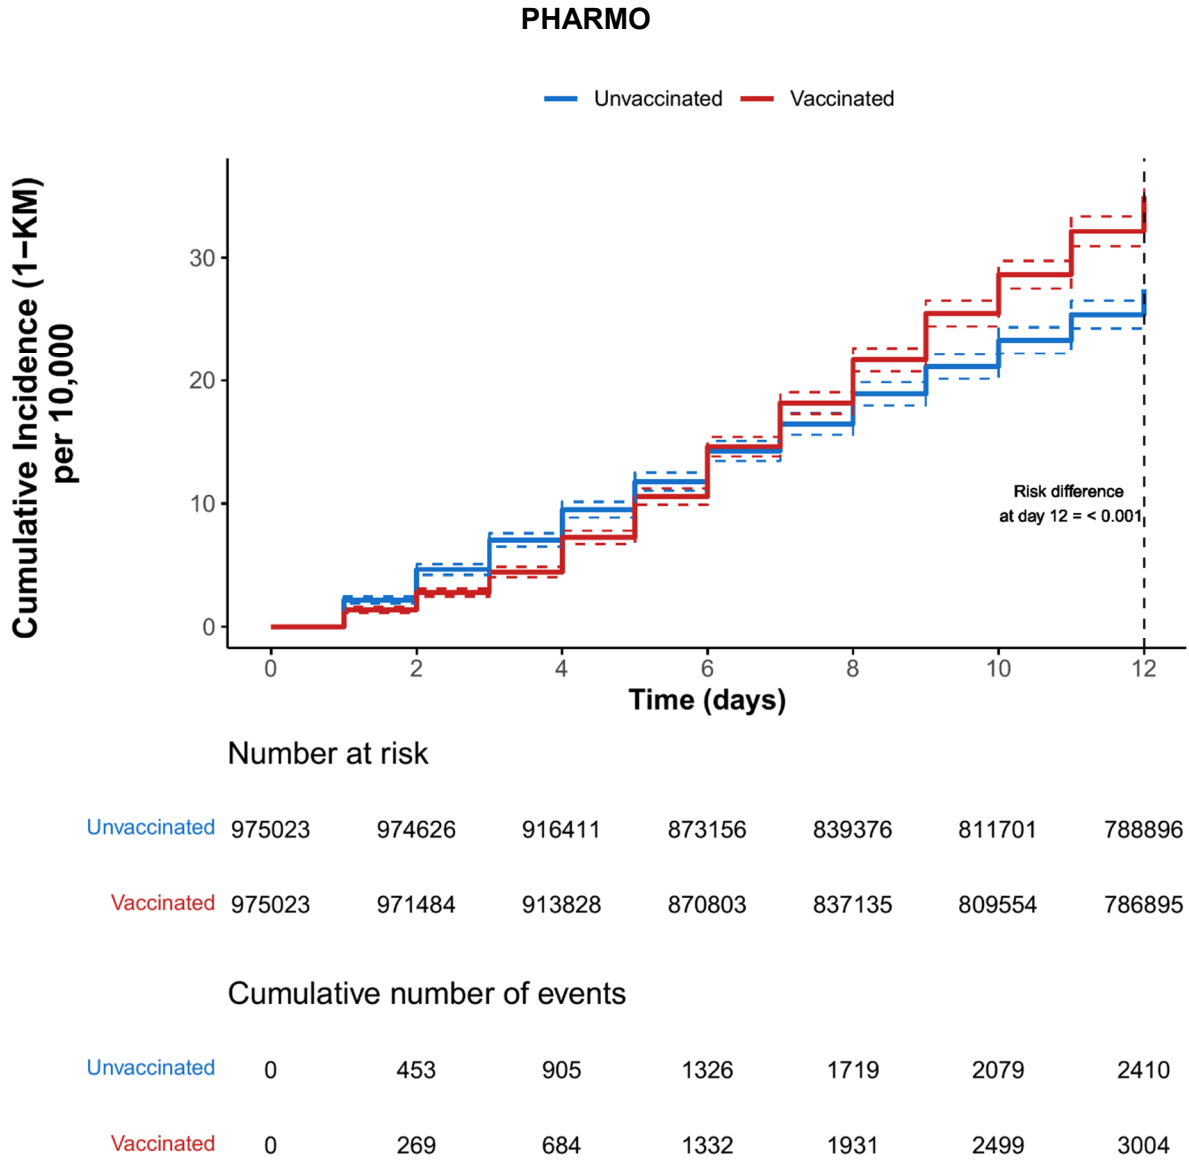 PHARMO
Unvaccinated Vaccinated
Cumulative Incidence (1−KM)
per 10,000
30
20
10
0
0 2 4 6 8 10 12
Risk difference
at day 12 = < 0.001
Time (days)
Number at risk
Unvaccinated 975023 974626 916411 873156 839376 811701 788896
Vaccinated 975023 971484 913828 870803 837135 809554 786895
Cumulative number of events
Unvaccinated 0 453 905 1326 1719 2079 2410
Vaccinated 0 269 684 1332 1931 2499 3004